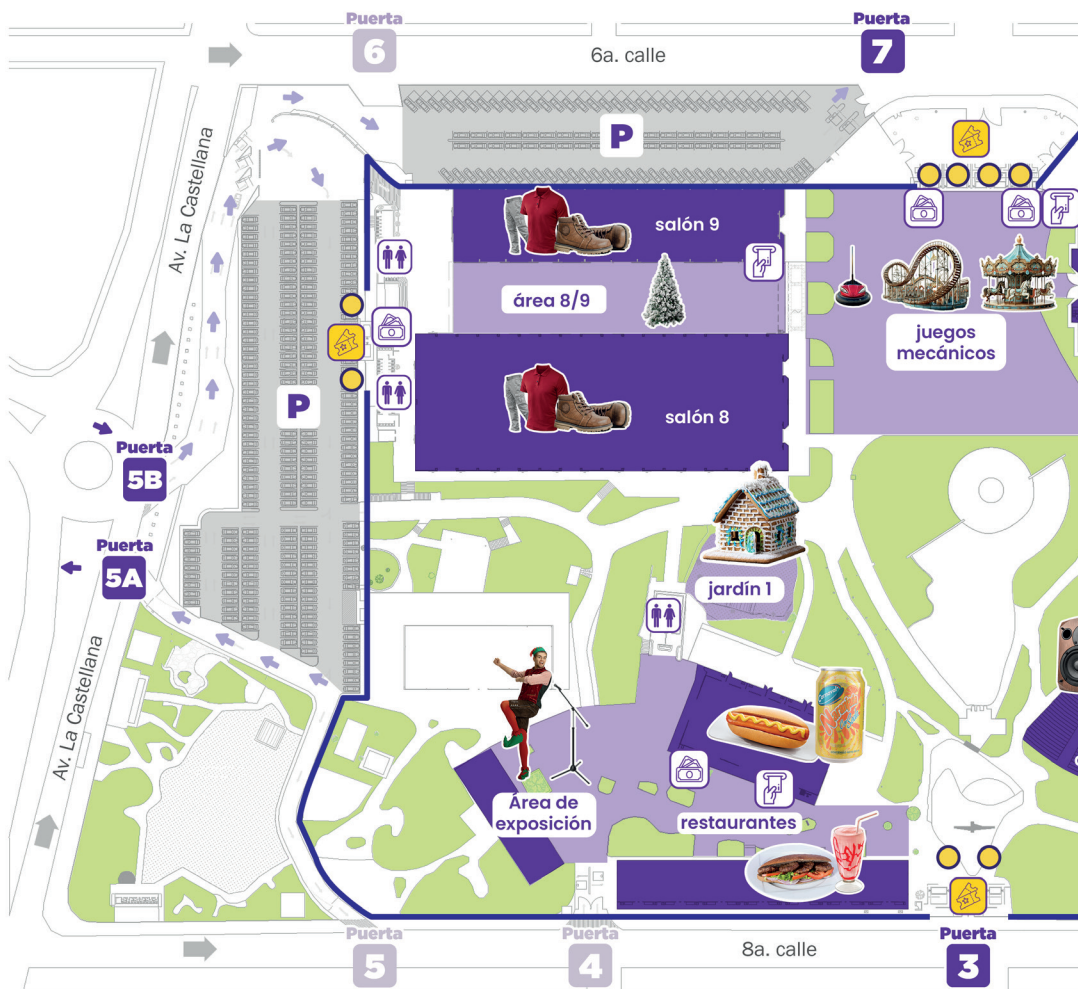 Puerta
6
Puerta
7
6a. calle
Av. La Castellana
P
salón 9
área 8/9
juegos
mecánicos
salón 8
P
Puerta
5B
Puerta
5A
jardín 1
Av. La Castellana
Área de
exposición
restaurantes
Puerta
5
Puerta
4
8a. calle
Puerta
3